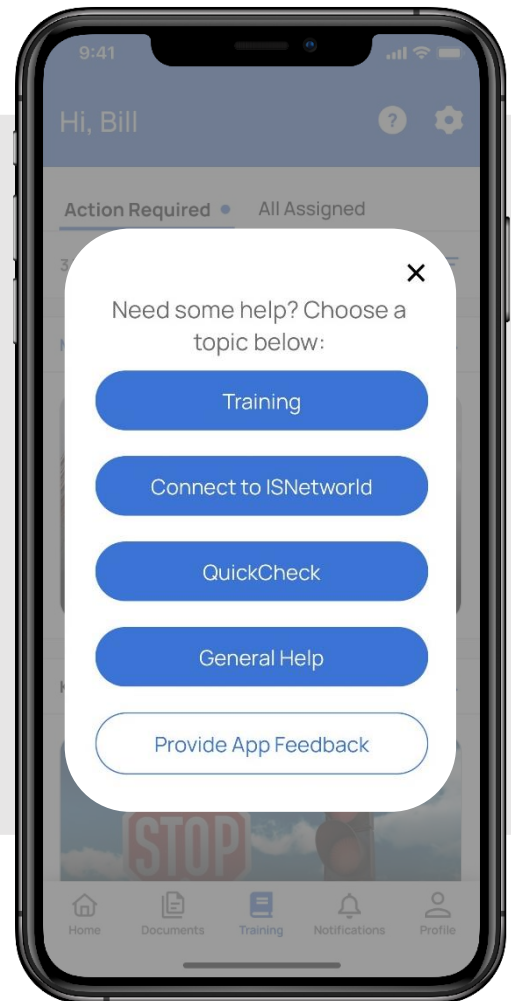 9:41
Hi, Bill
?
Action Required
All Assigned
3
Need some help? Choose a
topic below:
Training
Connect to ISNetworld
QuickCheck
General Help
Provide App Feedback
STOP
Home
Documents
Training
Notifications
Profile